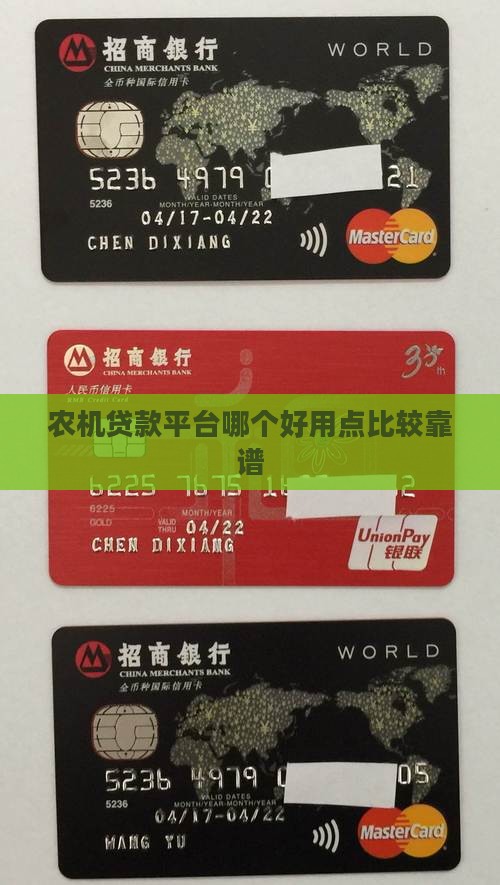 招商银行 WORLD
CHINA MERCHANTS BANK
全币种国际信用卡
5236 4979 21
5236
VALID DATES
MONTH/YEAR-MONTH/YEAR
04/17-04/22
CHEN DIXIANG
MasterCard
招商银行 30th
CHINA MERCHANTS BANK
人民币信用卡
RMB Credit Card
农机贷款平台哪个好用点比较靠
谱
6225 7675 2
6225
MONTH/YEAR
GOLD VALID THRU 04/22
CHEN DIXIANG
UnionPay
银联
招商银行 WORLD
CHINA MERCHANTS BANK
全币种国际信用卡
5236 4979 05
5236
VALID DATES
MONTH/YEAR-MONTH/YEAR
04/17-04/22
WANG YU
MasterCard